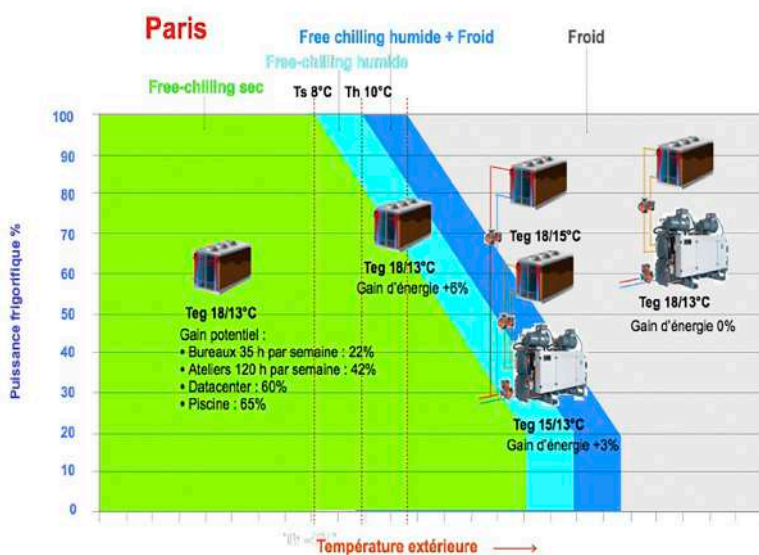 Paris
Free chilling humide + Froid
Froid
Free-chilling humide
Free-chilling sec
Ts 8°C
Th 10°C
Puissance frigorifique %
100
90
80
70
60
50
40
30
20
10
0
Teg 18/13°C
Gain potentiel :
• Bureaux 35 h par semaine : 22%
• Ateliers 120 h par semaine : 42%
• Datacenter : 60%
• Piscine : 65%
Teg 18/13°C
Gain d'énergie +6%
Teg 18/15°C
Teg 15/13°C
Gain d'énergie +3%
Teg 18/13°C
Gain d'énergie 0%
Température extérieure